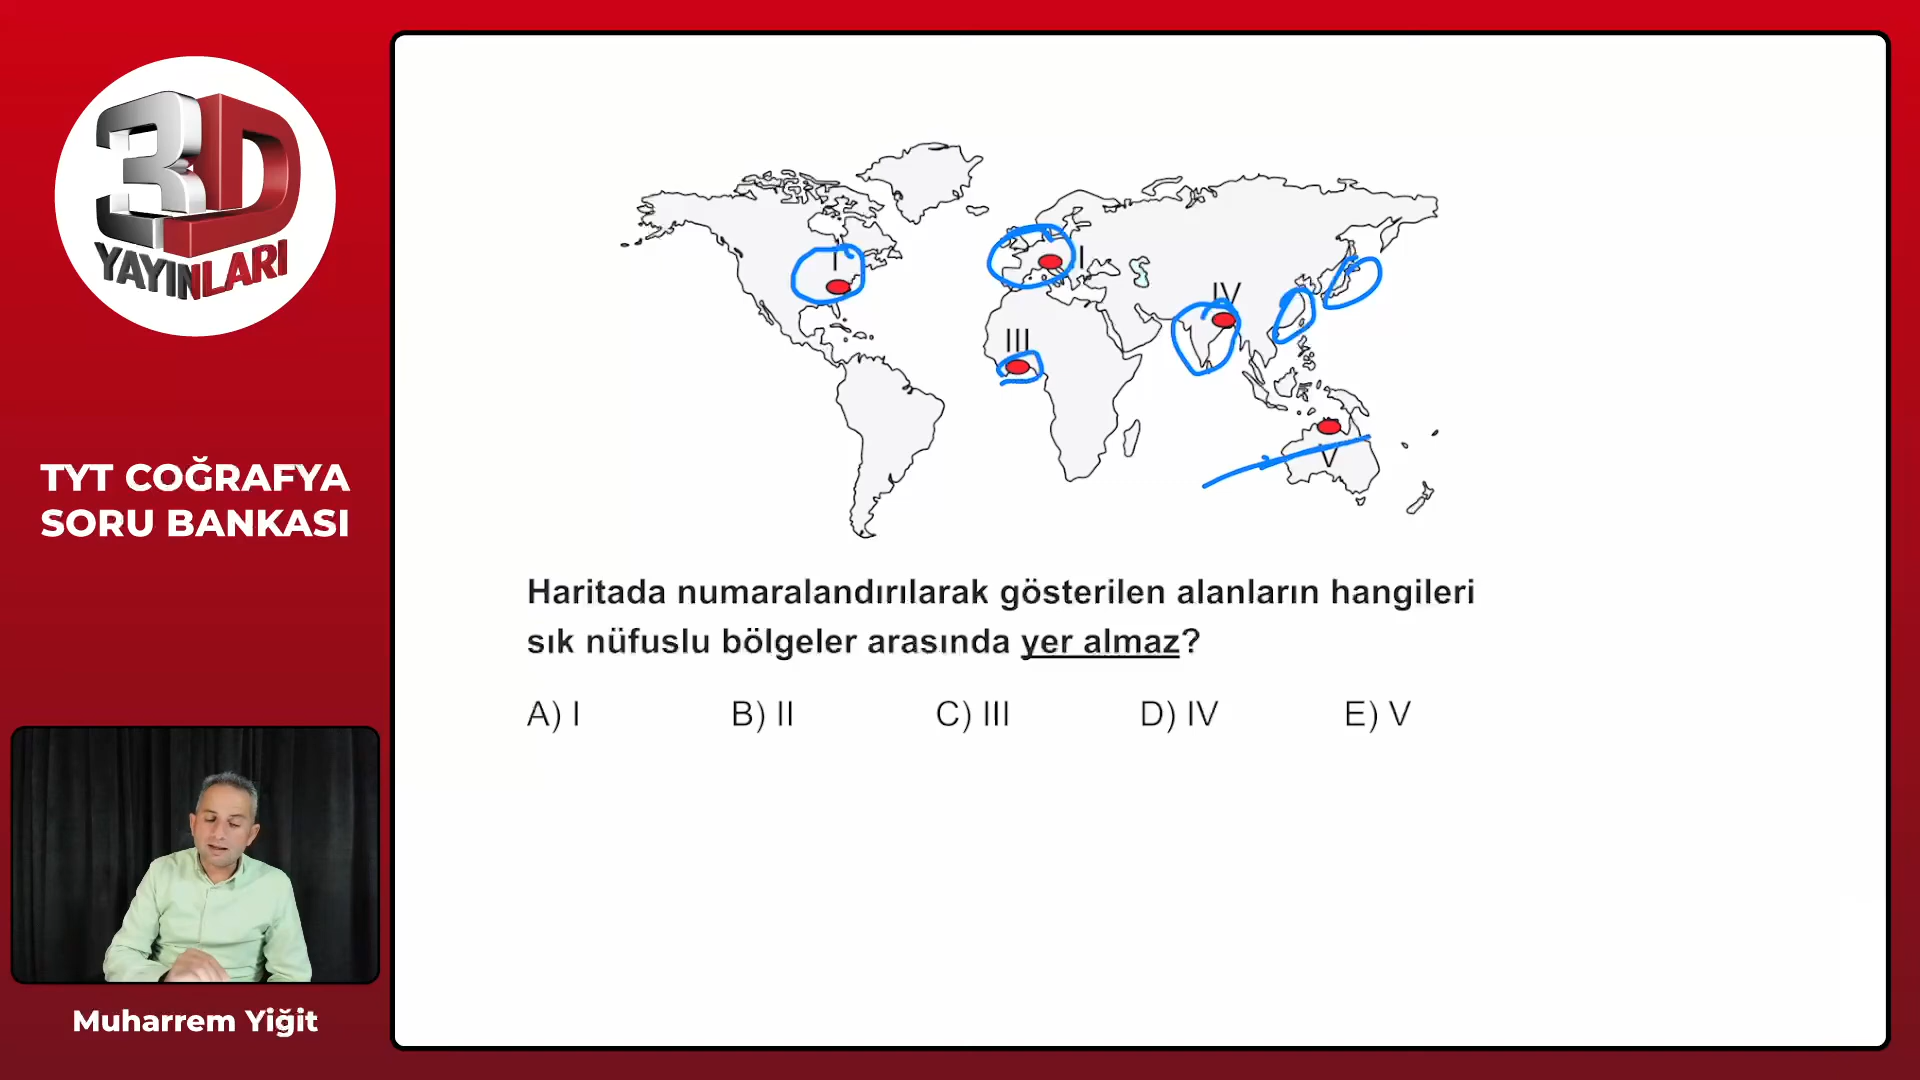 3D
YAYINLARI
TYT COĞRAFYA
SORU BANKASI
Muharrem Yiğit
I
I
III
IV
V
Haritada numaralandırılarak gösterilen alanların hangileri
sık nüfuslu bölgeler arasında yer almaz?
A) I B) II C) III D) IV E) V